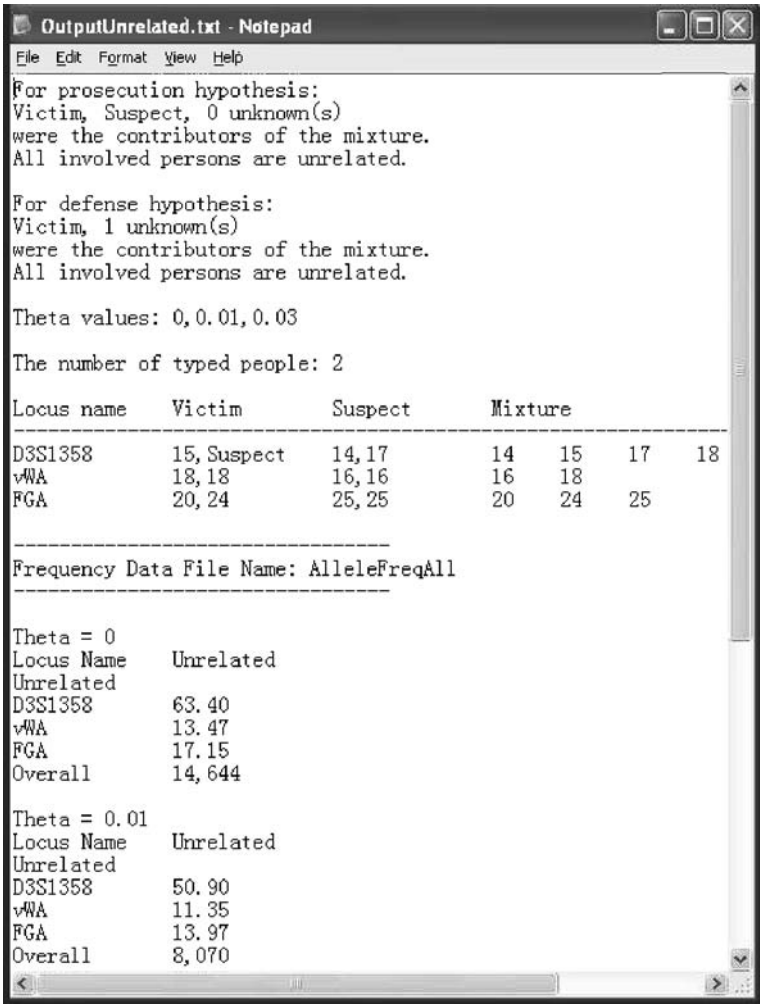 OutputUnrelated.txt - Notepad
File Edit Format View Help
For prosecution hypothesis:
Victim, Suspect, 0 unknown(s)
were the contributors of the mixture.
All involved persons are unrelated.
For defense hypothesis:
Victim, 1 unknown(s)
were the contributors of the mixture.
All involved persons are unrelated.
Theta values: 0,0.01,0.03
The number of typed people: 2
Locus name Victim Suspect Mixture
--------------------------------------------------------------
D3S1358 15,Suspect 14,17 14 15 17 18
vWA 18,18 16,16 16 18
FGA 20,24 25,25 20 24 25
---------------------------------
Frequency Data File Name: AlleleFreqAll
---------------------------------
Theta = 0
Locus Name Unrelated
Unrelated
D3S1358 63.40
vWA 13.47
FGA 17.15
Overall 14,644
Theta = 0.01
Locus Name Unrelated
Unrelated
D3S1358 50.90
vWA 11.35
FGA 13.97
Overall 8,070